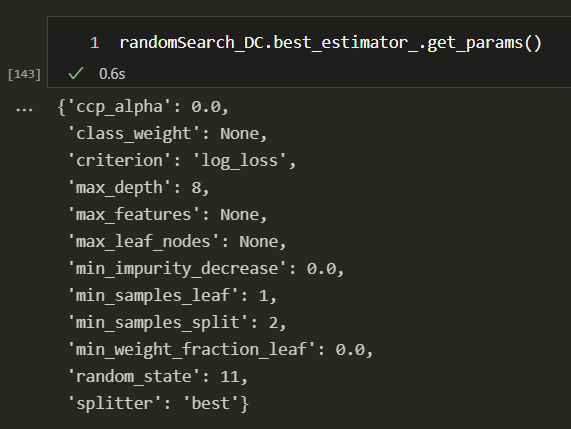 1 randomSearch_DC.best_estimator_.get_params()
[143] ✓ 0.6s
... {'ccp_alpha': 0.0,
'class_weight': None,
'criterion': 'log_loss',
'max_depth': 8,
'max_features': None,
'max_leaf_nodes': None,
'min_impurity_decrease': 0.0,
'min_samples_leaf': 1,
'min_samples_split': 2,
'min_weight_fraction_leaf': 0.0,
'random_state': 11,
'splitter': 'best'}